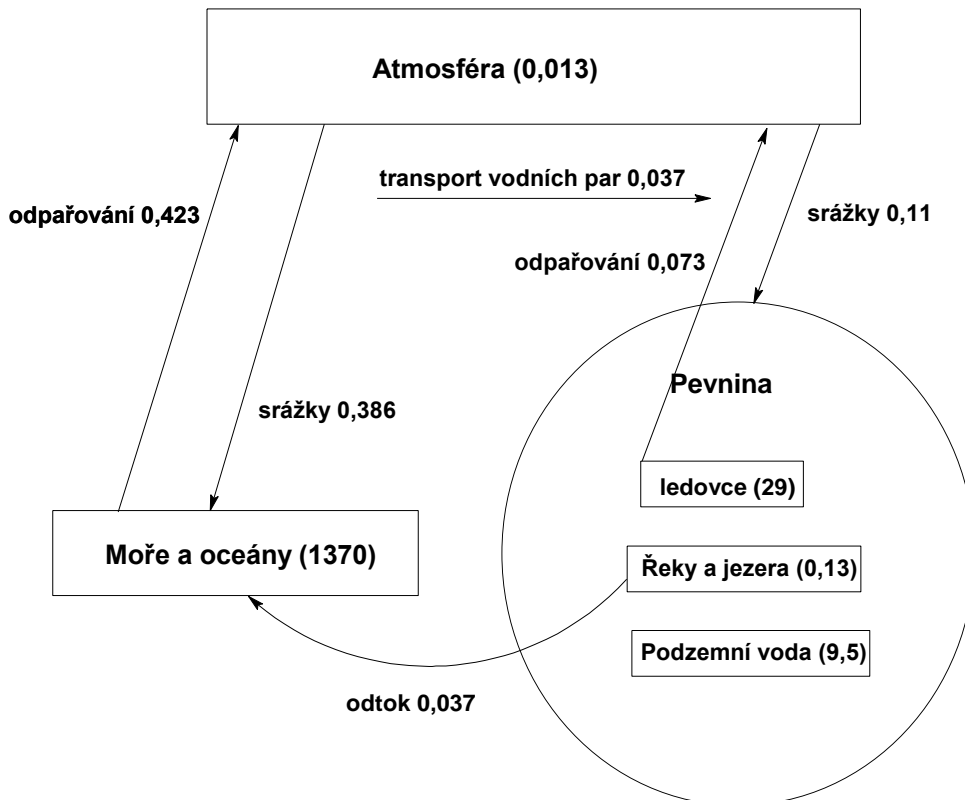 Atmosféra (0,013)
transport vodních par 0,037
odpařování 0,423
srážky 0,11
odpařování 0,073
Pevnina
srážky 0,386
ledovce (29)
Moře a oceány (1370)
Řeky a jezera (0,13)
Podzemní voda (9,5)
odtok 0,037